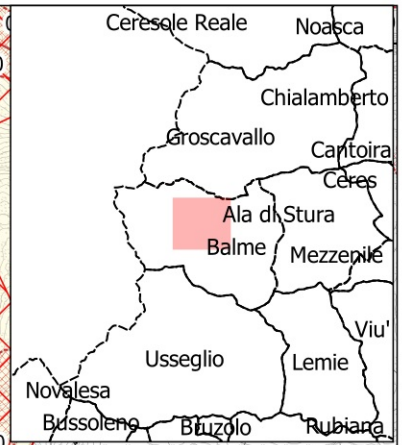 Ceresole Reale
Noasca
Chialamberto
Groscavallo
Cantoira
Ceres
Ala di Stura
Balme
Mezzenile
Viu'
Usseglio
Lemie
Novalesa
Bussoleno
Bruzolo
Rubiana